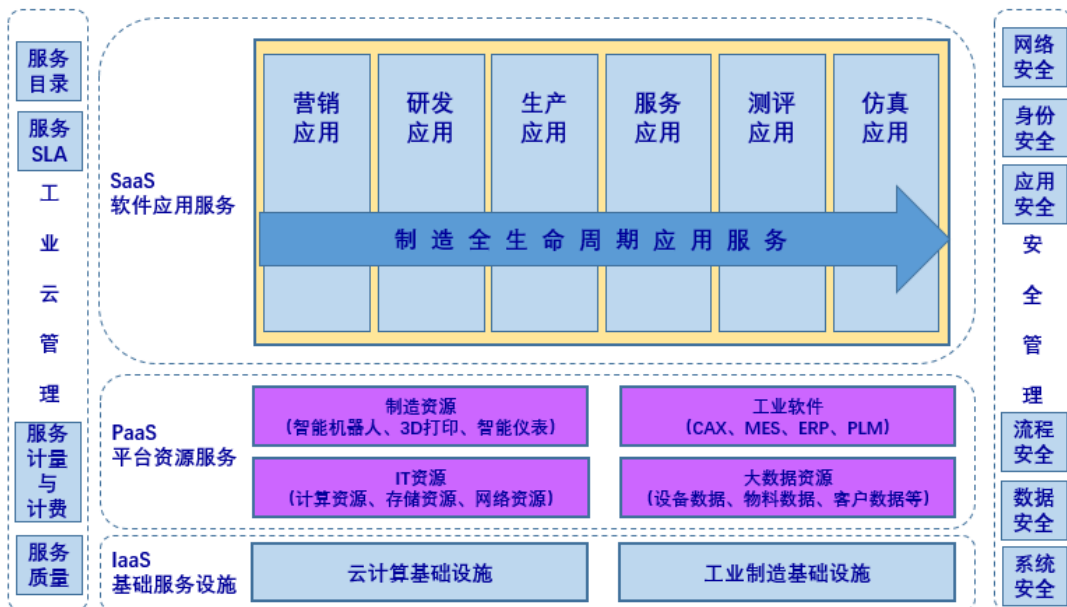 服务
目录
服务
SLA
工
业
云
管
理
服务
计量
与
计费
服务
质量
SaaS
软件应用服务
营销
应用
研发
应用
生产
应用
服务
应用
测评
应用
仿真
应用
制造全生命周期应用服务
PaaS
平台资源服务
制造资源
(智能机器人、3D打印、智能仪表)
工业软件
(CAX、MES、ERP、PLM)
IT资源
(计算资源、存储资源、网络资源)
大数据资源
(设备数据、物料数据、客户数据等)
IaaS
基础服务设施
云计算基础设施
工业制造基础设施
网络
安全
身份
安全
应用
安全
安
全
管
理
流程
安全
数据
安全
系统
安全